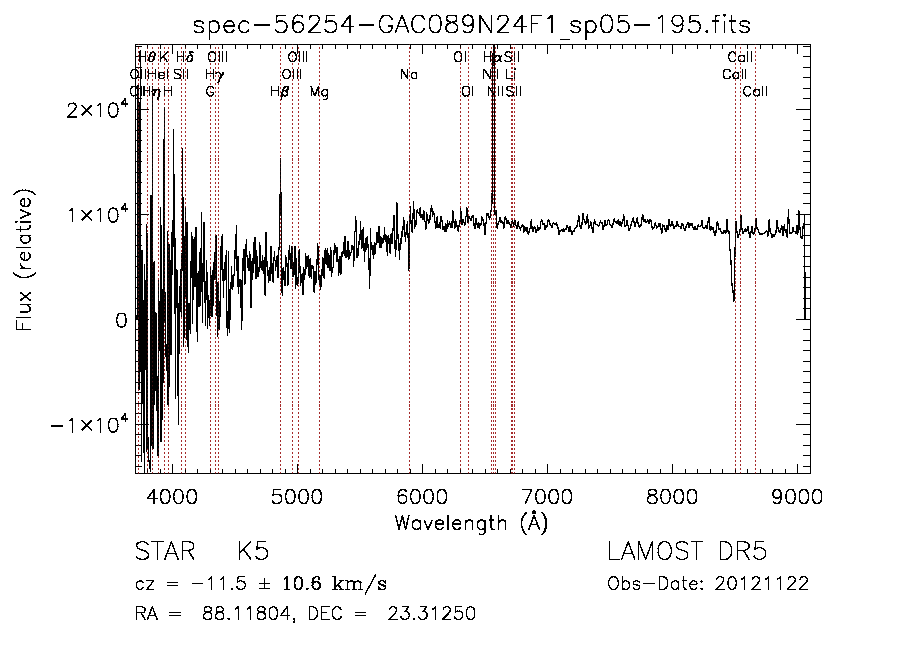 spec-56254-GAC089N24F1_sp05-195.fits
Hθ K Hδ OIII OIII OI Hα SII CaII
OII HeI SII Hγ OIII Na NII Li CaII
OII Hη H G Hβ Mg OI NII SII CaII
2×10⁴
1×10⁴
0
−1×10⁴
Flux (relative)
4000 5000 6000 7000 8000 9000
Wavelength (Å)
STAR K5 LAMOST DR5
cz = −11.5 ± 10.6 km/s Obs-Date: 20121122
RA = 88.11804, DEC = 23.31250